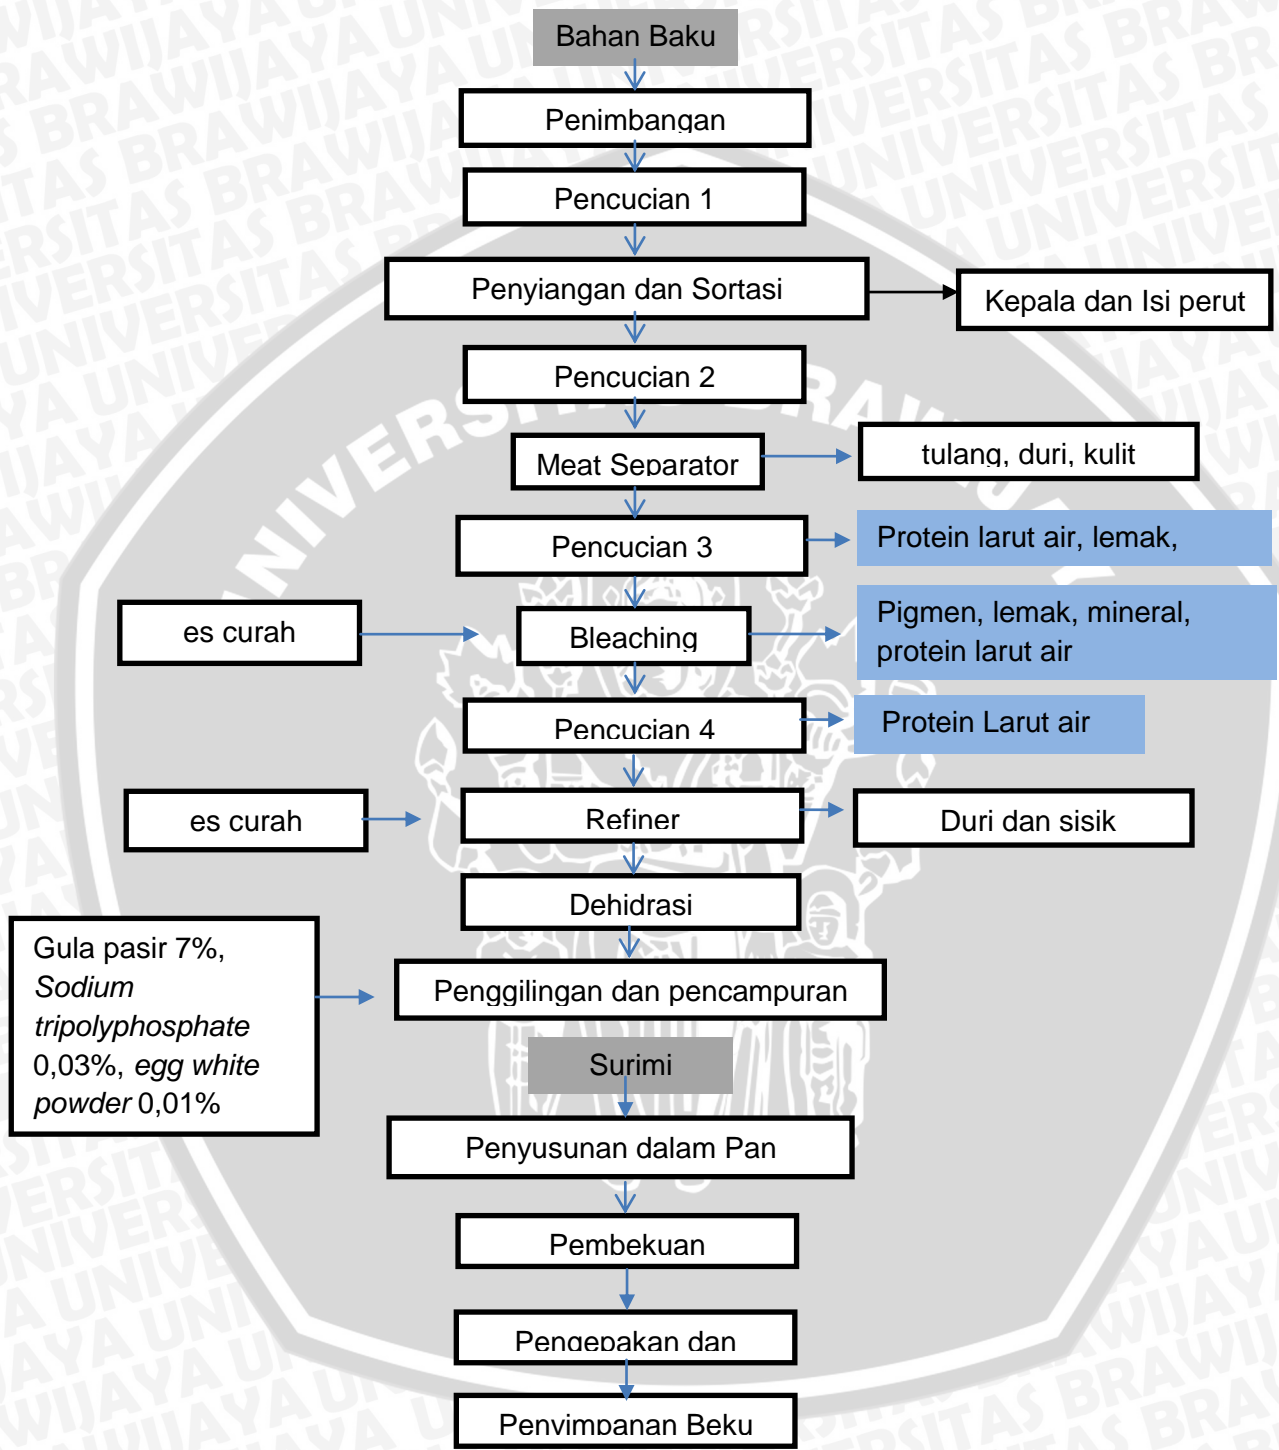 Bahan Baku
Penimbangan
Pencucian 1
Penyiangan dan Sortasi
Kepala dan Isi perut
Pencucian 2
Meat Separator
tulang, duri, kulit
Pencucian 3
Protein larut air, lemak,
es curah
Bleaching
Pigmen, lemak, mineral,
protein larut air
Pencucian 4
Protein Larut air
es curah
Refiner
Duri dan sisik
Dehidrasi
Gula pasir 7%,
Sodium
tripolyphosphate
0,03%, egg white
powder 0,01%
Penggilingan dan pencampuran
Surimi
Penyusunan dalam Pan
Pembekuan
Pengepakan dan
Penyimpanan Beku
UNIVERSITAS BRAWIJAYA